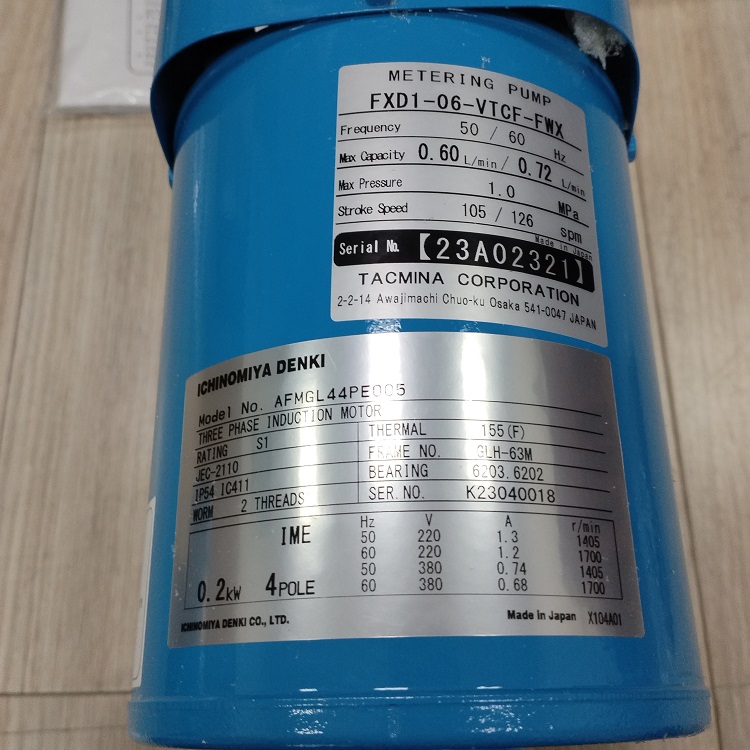 METERING PUMP
FXD1-06-VTCF-FWX
Frequency 50 / 60 Hz
Max Capacity 0.60 L/min / 0.72 L/min
Max Pressure 1.0 MPa
Stroke Speed 105 / 126 spm
Made in Japan
Serial No. 【23A02321】
TACMINA CORPORATION
2-2-14 Awajimachi Chuo-ku Osaka 541-0047 JAPAN
ICHINOMIYA DENKI
Model No. AFMGL44PE005
THREE PHASE INDUCTION MOTOR
RATING S1 THERMAL 155(F)
JEC-2110 FRAME NO. GLH-63M
IP54 IC411 BEARING 6203.6202
WORM 2 THREADS SER.NO. K23040018
IME Hz V A r/min
50 220 1.3 1405
60 220 1.2 1700
50 380 0.74 1405
0.2kW 4POLE 60 380 0.68 1700
ICHINOMIYA DENKI CO., LTD. Made in Japan X104A01